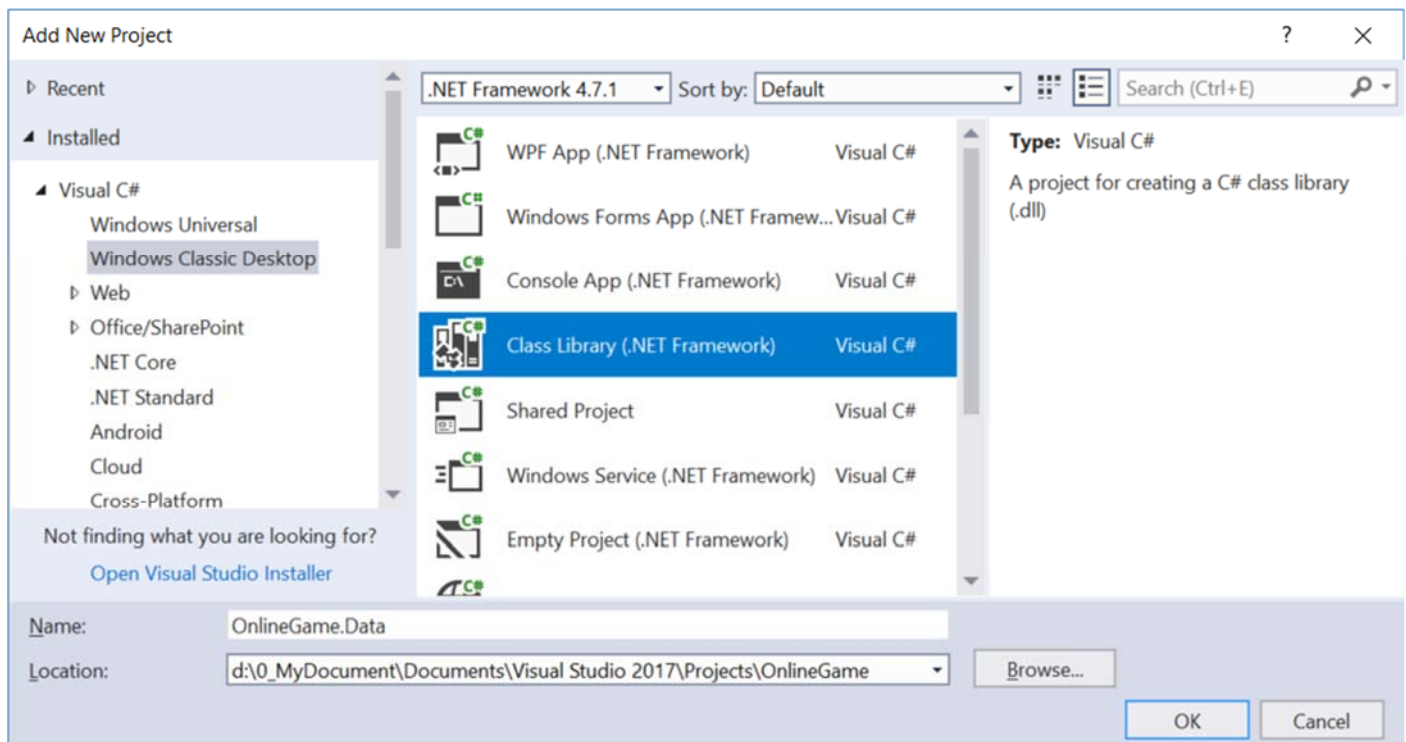 Add New Project
?
Recent
Installed
Visual C#
Windows Universal
Windows Classic Desktop
Web
Office/SharePoint
.NET Core
.NET Standard
Android
Cloud
Cross-Platform
Not finding what you are looking for?
Open Visual Studio Installer
.NET Framework 4.7.1 Sort by: Default
Search (Ctrl+E)
C# WPF App (.NET Framework) Visual C#
C# Windows Forms App (.NET Framew... Visual C#
C# Console App (.NET Framework) Visual C#
C# Class Library (.NET Framework) Visual C#
C# Shared Project Visual C#
C# Windows Service (.NET Framework) Visual C#
C# Empty Project (.NET Framework) Visual C#
C#
Type: Visual C#
A project for creating a C# class library
(.dll)
Name: OnlineGame.Data
Location: d:\0_MyDocument\Documents\Visual Studio 2017\Projects\OnlineGame Browse...
OK Cancel